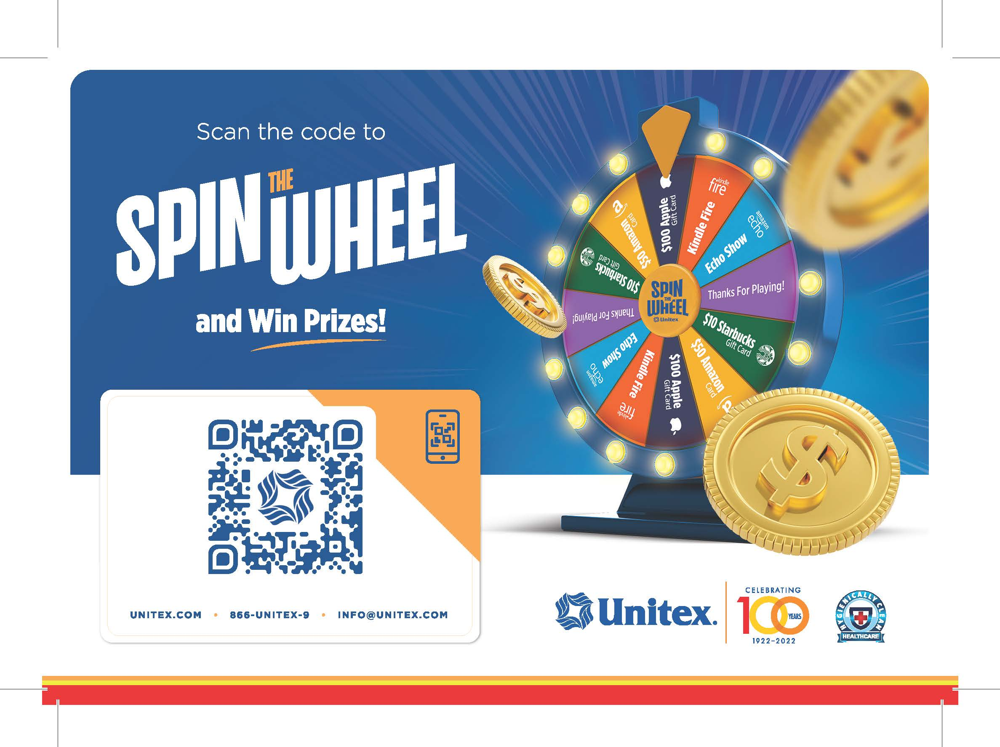 Scan the code to
SPIN THE WHEEL
and Win Prizes!
kindle
fire
Kindle Fire
amazon
echo
Echo Show
Thanks For Playing!
$10 Starbucks
Gift Card
$50 Amazon
Card
a
$100 Apple
Gift Card
kindle
fire
Kindle Fire
amazon
echo
Echo Show
Thanks For Playing!
$10 Starbucks
Gift Card
a
$50 Amazon
Card
$100 Apple
Gift Card
SPIN
THE
WHEEL
Unitex
$
$
UNITEX.COM • 866-UNITEX-9 • INFO@UNITEX.COM
Unitex.
CELEBRATING
100
YEARS
1922-2022
HYGIENICALLY CLEAN
HEALTHCARE